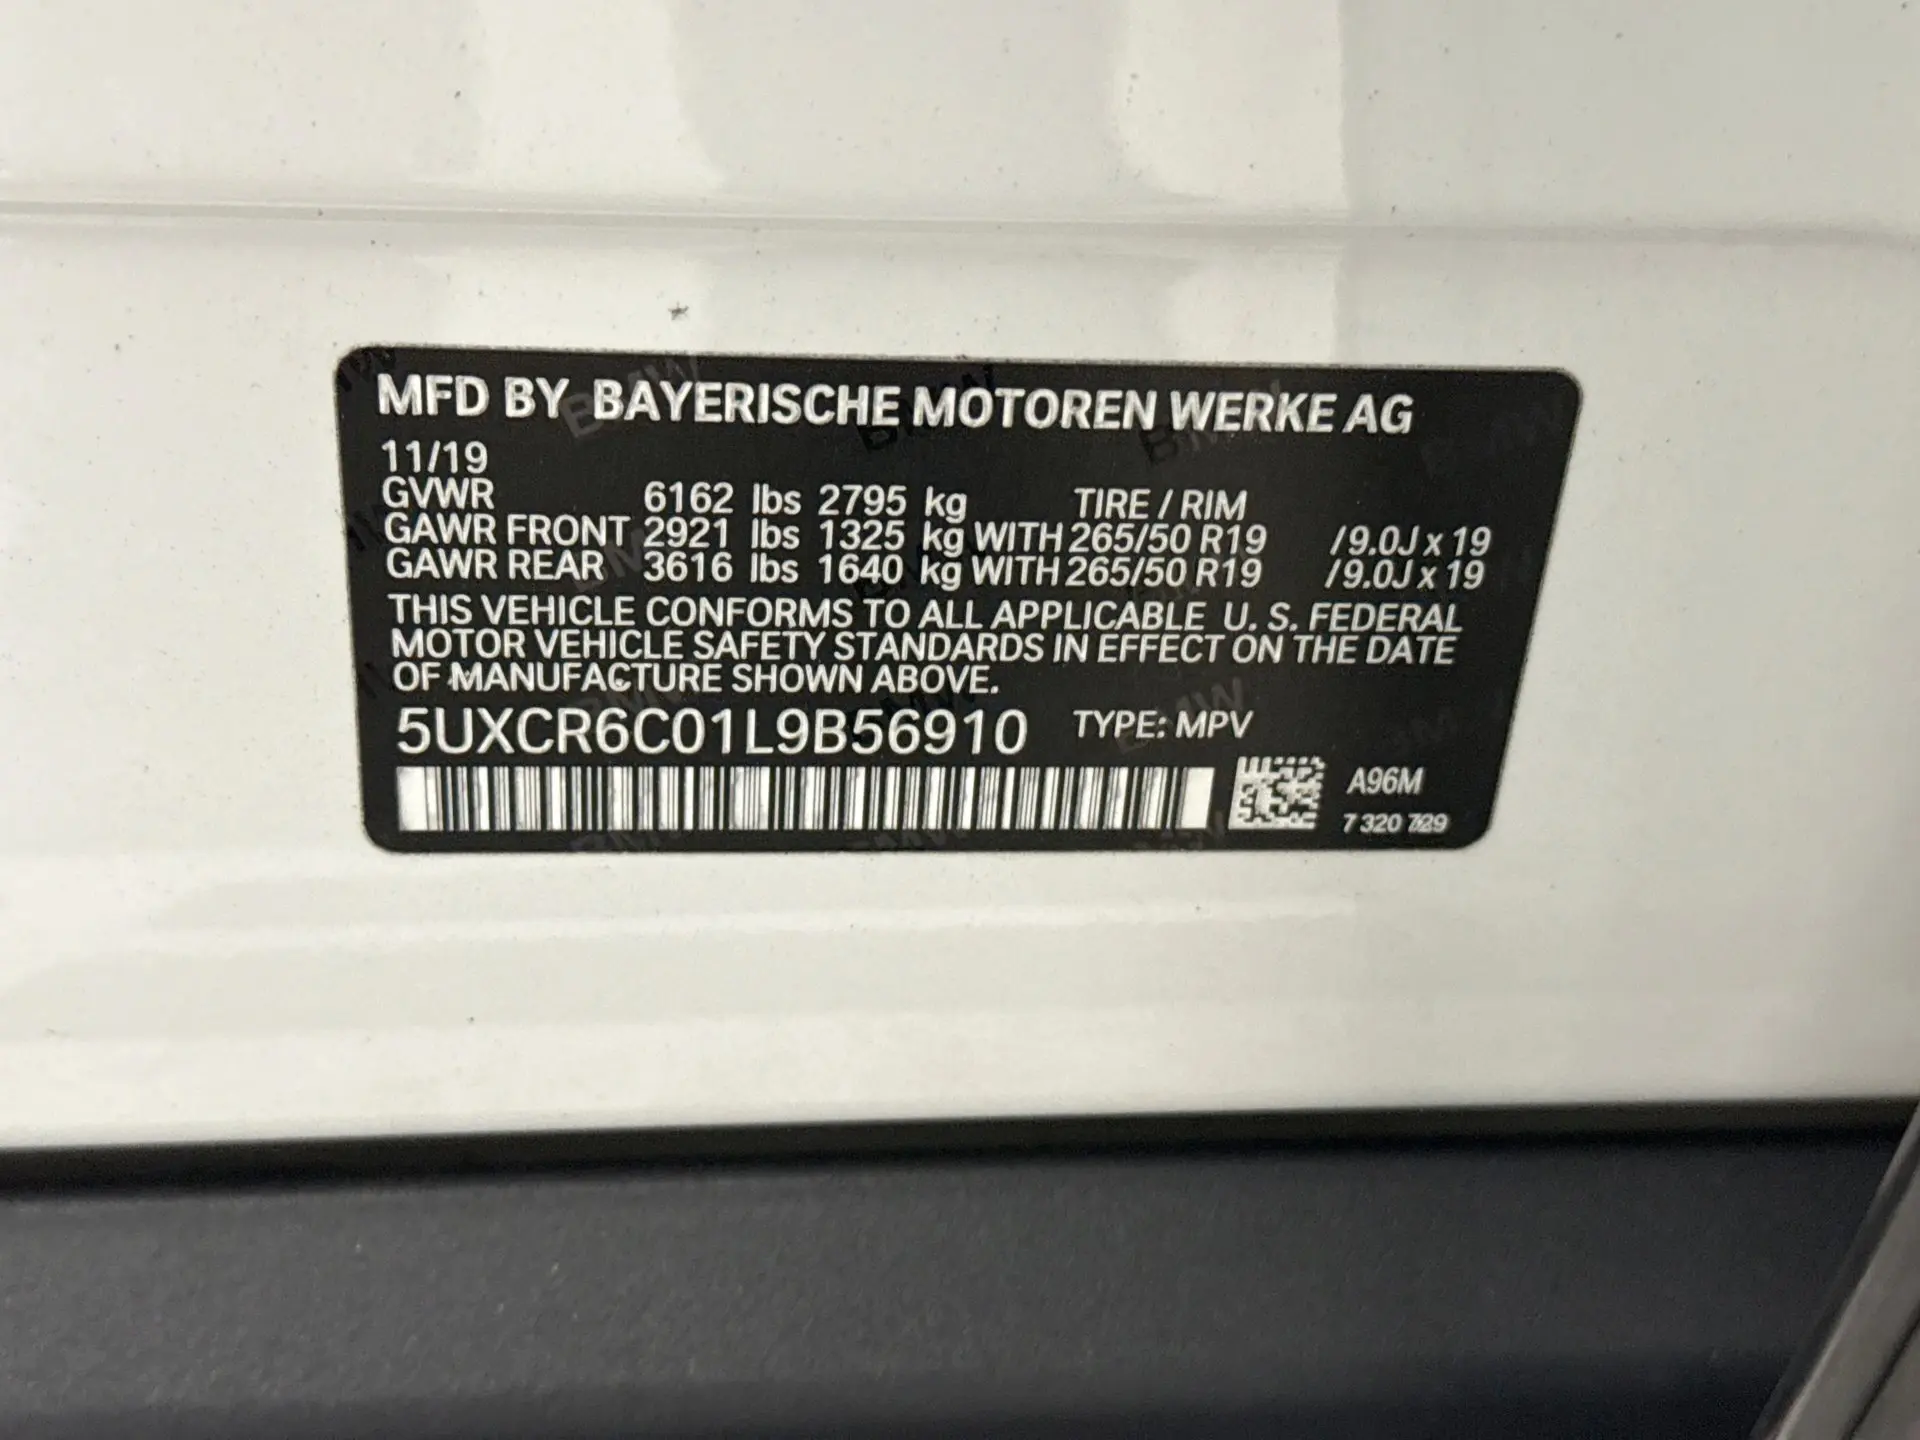 MFD BY BAYERISCHE MOTOREN WERKE AG
11/19
GVWR 6162 lbs 2795 kg TIRE / RIM
GAWR FRONT 2921 lbs 1325 kg WITH 265/50 R19 /9.0J x 19
GAWR REAR 3616 lbs 1640 kg WITH 265/50 R19 /9.0J x 19
THIS VEHICLE CONFORMS TO ALL APPLICABLE U. S. FEDERAL
MOTOR VEHICLE SAFETY STANDARDS IN EFFECT ON THE DATE
OF MANUFACTURE SHOWN ABOVE.
5UXCR6C01L9B56910 TYPE: MPV
A96M
7 320